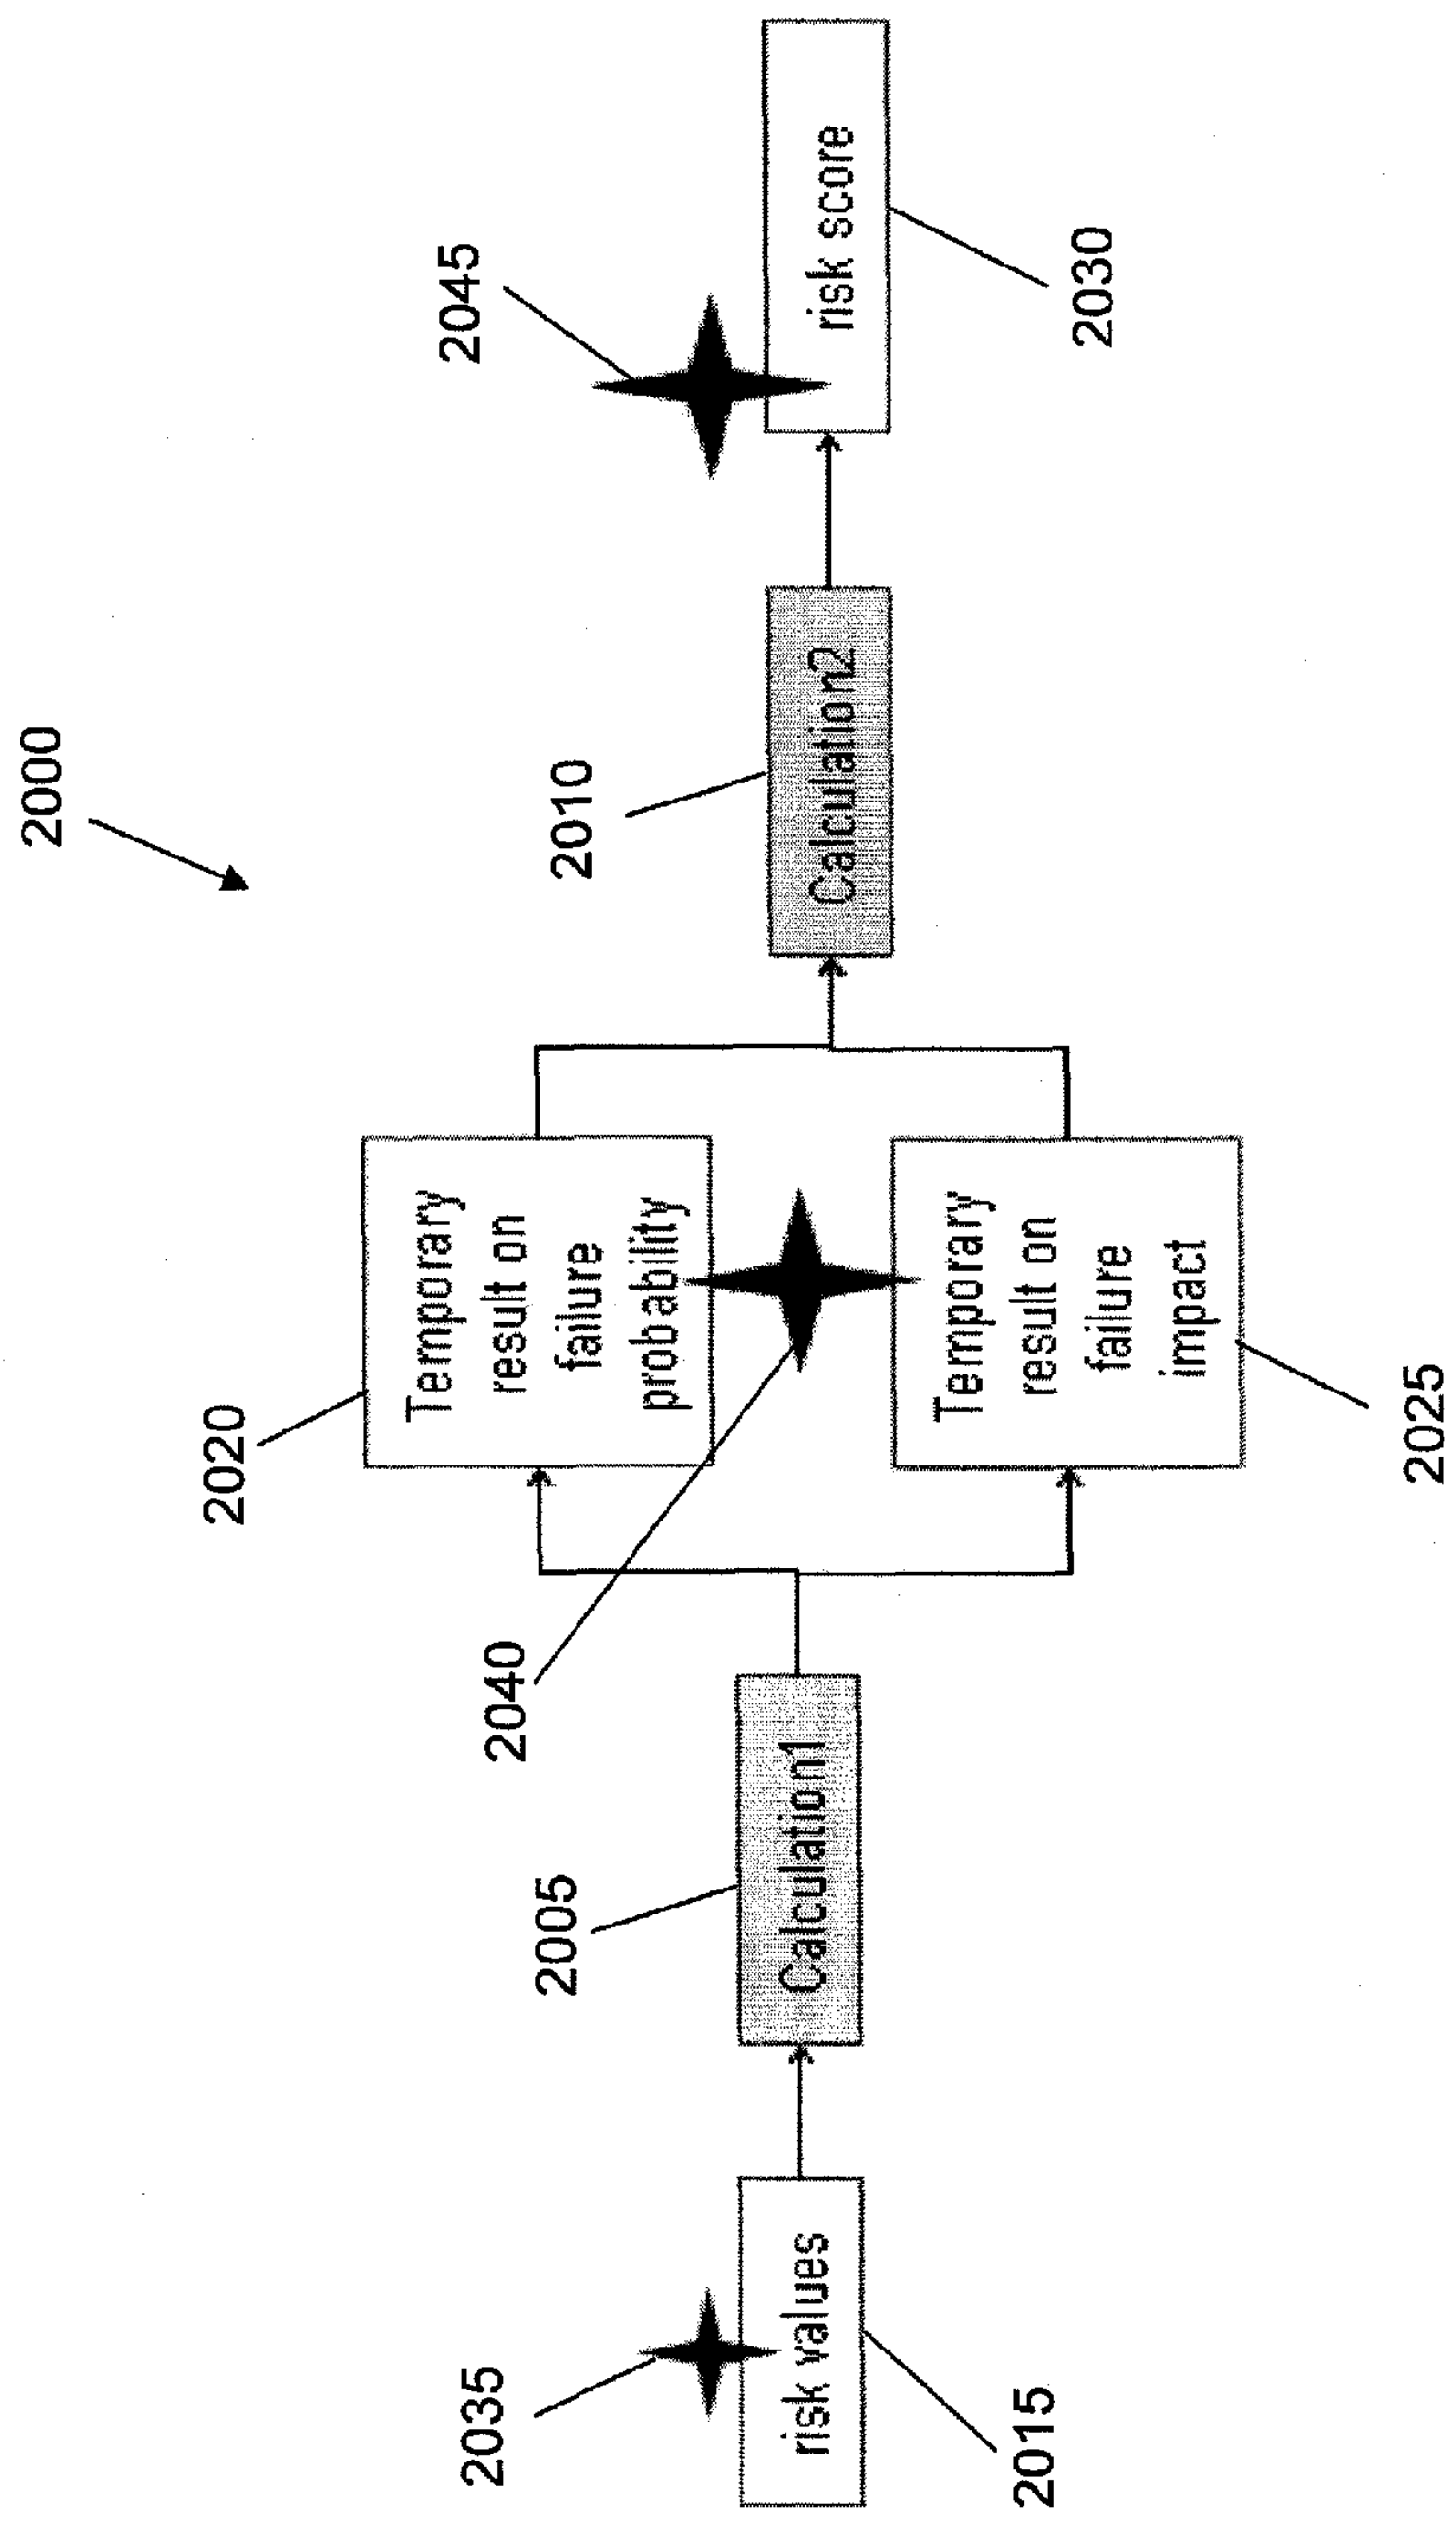 2000
2035
risk values
2015
2005
Calculation1
2040
2020
Temporary
result on
failure
probability
Temporary
result on
failure
impact
2025
2010
Calculation2
2045
risk score
2030